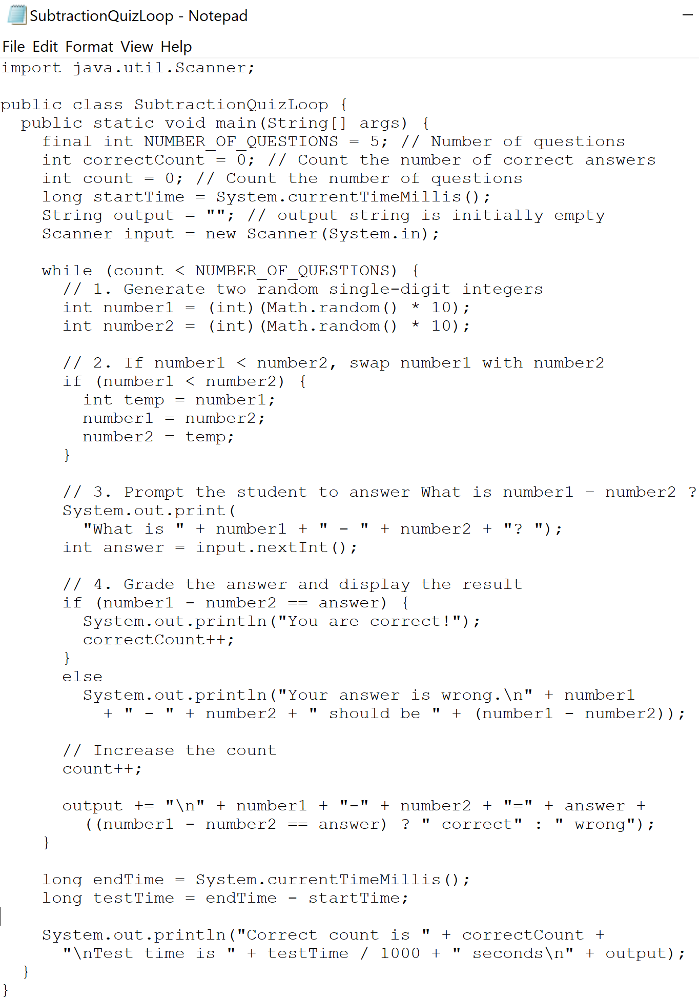 SubtractionQuizLoop - Notepad
File Edit Format View Help
import java.util.Scanner;

public class SubtractionQuizLoop {
  public static void main(String[] args) {
    final int NUMBER_OF_QUESTIONS = 5; // Number of questions
    int correctCount = 0; // Count the number of correct answers
    int count = 0; // Count the number of questions
    long startTime = System.currentTimeMillis();
    String output = ""; // output string is initially empty
    Scanner input = new Scanner(System.in);

    while (count < NUMBER_OF_QUESTIONS) {
      // 1. Generate two random single-digit integers
      int number1 = (int)(Math.random() * 10);
      int number2 = (int)(Math.random() * 10);

      // 2. If number1 < number2, swap number1 with number2
      if (number1 < number2) {
        int temp = number1;
        number1 = number2;
        number2 = temp;
      }

      // 3. Prompt the student to answer What is number1 – number2 ?
      System.out.print(
        "What is " + number1 + " - " + number2 + "? ");
      int answer = input.nextInt();

      // 4. Grade the answer and display the result
      if (number1 - number2 == answer) {
        System.out.println("You are correct!");
        correctCount++;
      }
      else
        System.out.println("Your answer is wrong.\n" + number1
          + " - " + number2 + " should be " + (number1 - number2));

      // Increase the count
      count++;

      output += "\n" + number1 + "-" + number2 + "=" + answer +
        ((number1 - number2 == answer) ? " correct" : " wrong");
    }

    long endTime = System.currentTimeMillis();
    long testTime = endTime - startTime;

    System.out.println("Correct count is " + correctCount +
      "\nTest time is " + testTime / 1000 + " seconds\n" + output);
  }
}